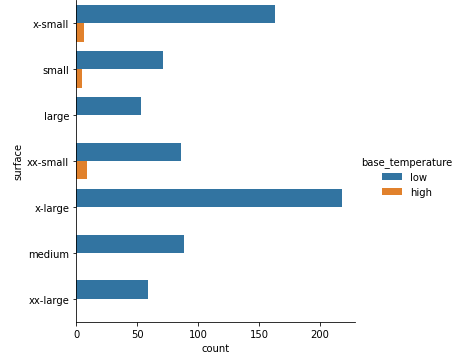 x-small
small
large
xx-small
x-large
medium
xx-large
surface
0 50 100 150 200
count
base_temperature
low
high